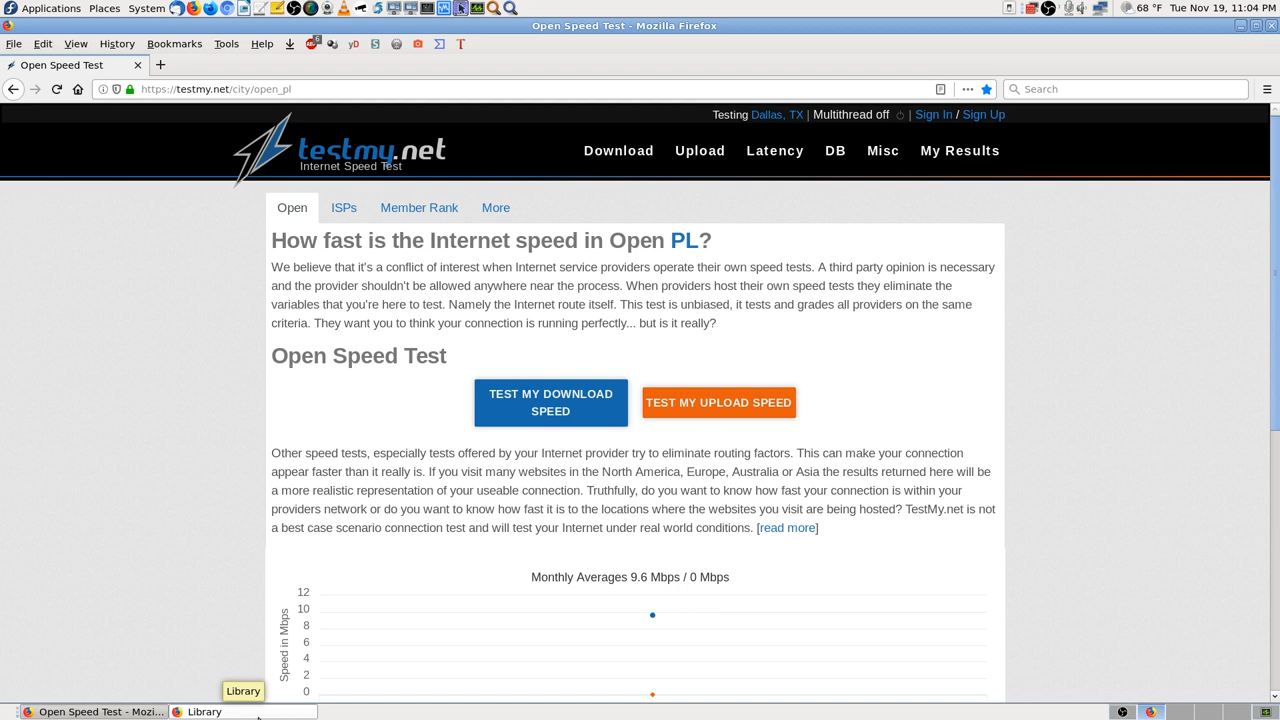 Applications Places System 68 °F Tue Nov 19, 11:04 PM
Open Speed Test - Mozilla Firefox
File Edit View History Bookmarks Tools Help
Open Speed Test
https://testmy.net/city/open_pl
Search
Testing Dallas, TX | Multithread off | Sign In / Sign Up
testmy.net
Internet Speed Test
Download Upload Latency DB Misc My Results
Open ISPs Member Rank More
How fast is the Internet speed in Open PL?
We believe that it's a conflict of interest when Internet service providers operate their own speed tests. A third party opinion is necessary
and the provider shouldn't be allowed anywhere near the process. When providers host their own speed tests they eliminate the
variables that you're here to test. Namely the Internet route itself. This test is unbiased, it tests and grades all providers on the same
criteria. They want you to think your connection is running perfectly... but is it really?
Open Speed Test
TEST MY DOWNLOAD
SPEED
TEST MY UPLOAD SPEED
Other speed tests, especially tests offered by your Internet provider try to eliminate routing factors. This can make your connection
appear faster than it really is. If you visit many websites in the North America, Europe, Australia or Asia the results returned here will be
a more realistic representation of your useable connection. Truthfully, do you want to know how fast your connection is within your
providers network or do you want to know how fast it is to the locations where the websites you visit are being hosted? TestMy.net is not
a best case scenario connection test and will test your Internet under real world conditions. [read more]
Monthly Averages 9.6 Mbps / 0 Mbps
Speed in Mbps
12
10
8
6
4
2
0
Library
Open Speed Test - Mozi...
Library